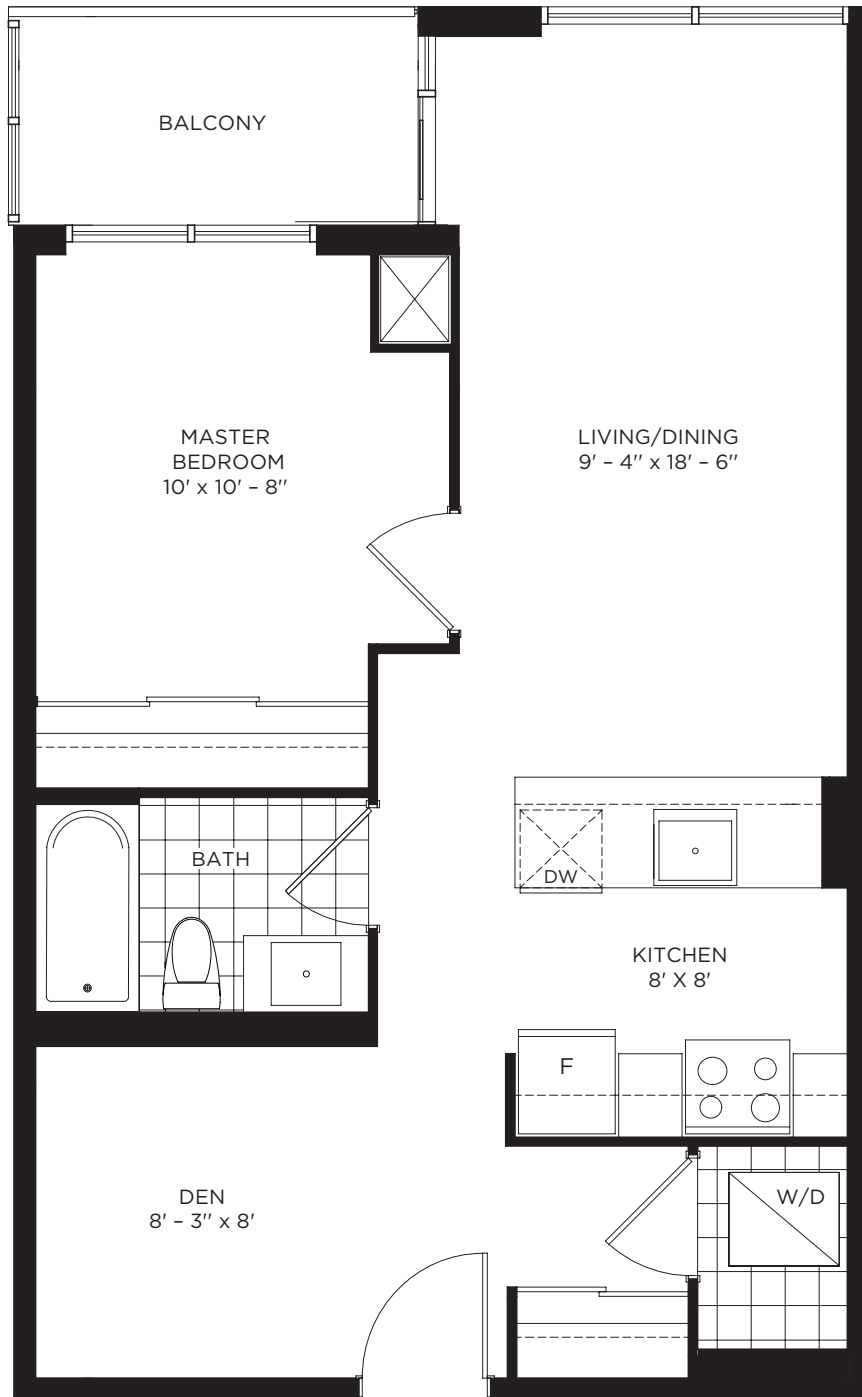 BALCONY
MASTER
BEDROOM
10' x 10' – 8''
LIVING/DINING
9' – 4'' x 18' – 6''
BATH
DW
KITCHEN
8' X 8'
F
DEN
8' – 3'' x 8'
W/D